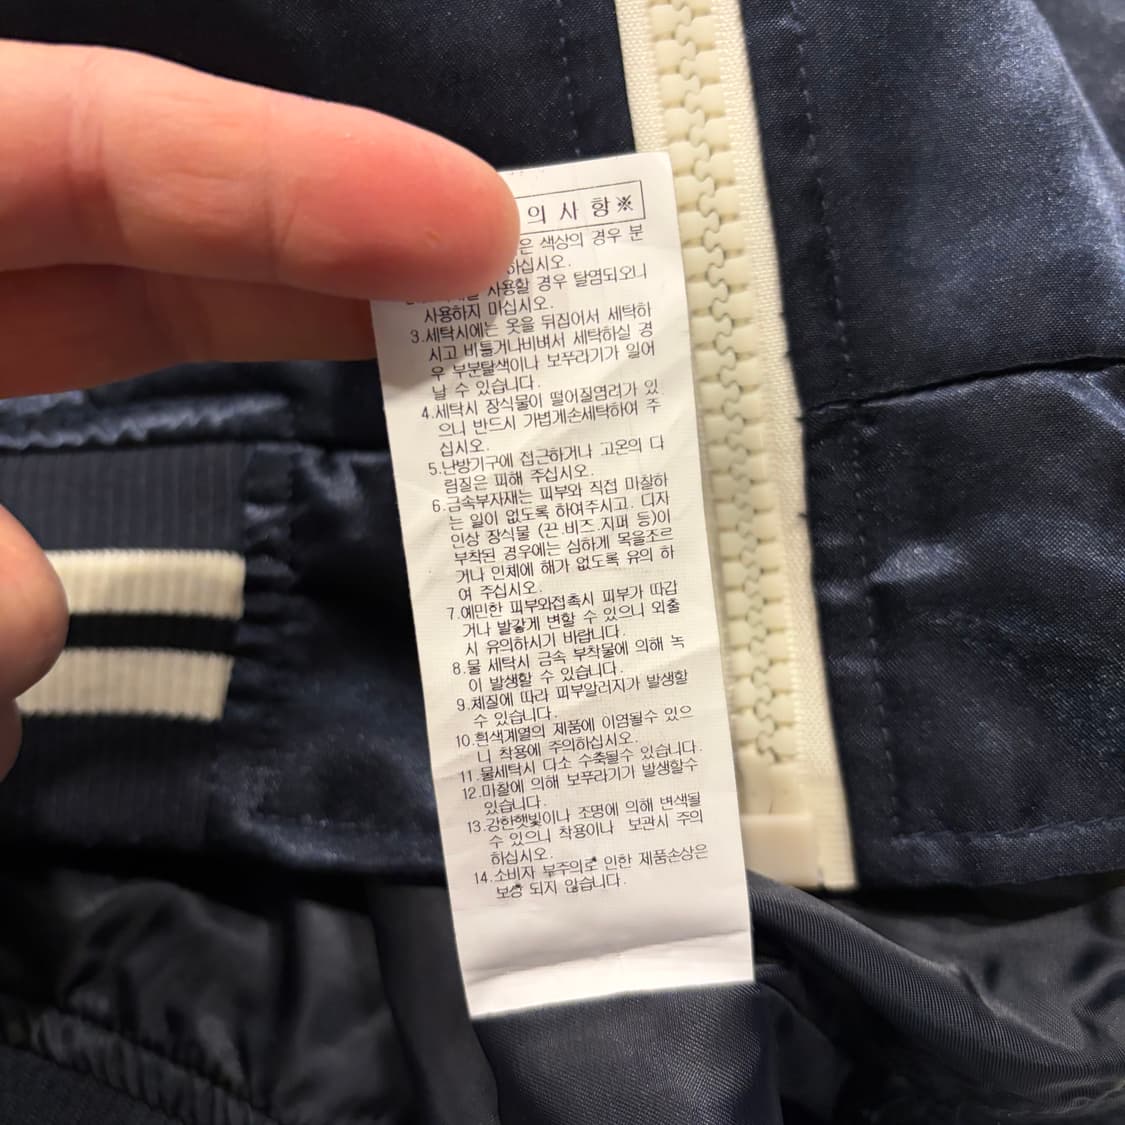 의 사 항※
은 색상의 경우 분
하십시오.
사용할 경우 탈염되오니
사용하지 마십시오.
3.세탁시에는 옷을 뒤집어서 세탁하
시고 비틀거나비벼서 세탁하실 경
우 부분탈색이나 보푸라기가 일어
날 수 있습니다.
4.세탁시 장식물이 떨어질염려가 있
으니 반드시 가볍게손세탁하여 주
십시오.
5.난방기구에 접근하거나 고온의 다
림질은 피해 주십시오.
6.금속부자재는 피부와 직접 마찰하
는 일이 없도록 하여주시고. 디자
인상 장식물 (끈.비즈.지퍼 등)이
부착된 경우에는 심하게 목을조르
거나 인체에 해가 없도록 유의 하
여 주십시오.
7.예민한 피부와접촉시 피부가 따갑
거나 발갛게 변할 수 있으니 외출
시 유의하시기 바랍니다.
8.물 세탁시 금속 부착물에 의해 녹
이 발생할 수 있습니다.
9.체질에 따라 피부알러지가 발생할
수 있습니다.
10.흰색계열의 제품에 이염될수 있으
니 착용에 주의하십시오.
11.물세탁시 다소 수축될수 있습니다.
12.마찰에 의해 보푸라기가 발생할수
있습니다.
13.강한햇빛이나 조명에 의해 변색될
수 있으니 착용이나 보관시 주의
하십시오.
14.소비자 부주의로 인한 제품손상은
보상 되지 않습니다.